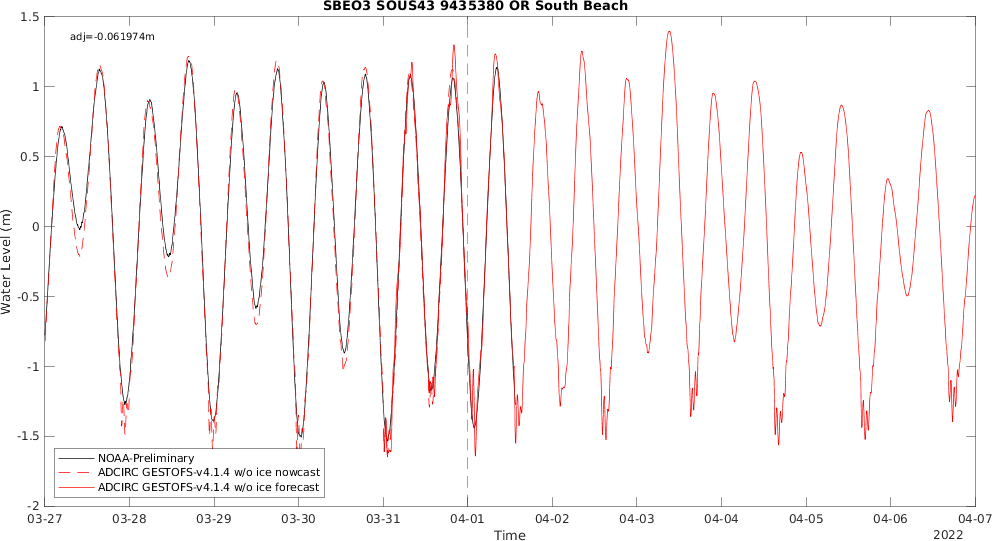 SBEO3 SOUS43 9435380 OR South Beach
adj=-0.061974m
1.5
1
0.5
0
-0.5
-1
-1.5
-2
Water Level (m)
NOAA-Preliminary
ADCIRC GESTOFS-v4.1.4 w/o ice nowcast
ADCIRC GESTOFS-v4.1.4 w/o ice forecast
03-27 03-28 03-29 03-30 03-31 04-01 04-02 04-03 04-04 04-05 04-06 04-07
Time
2022